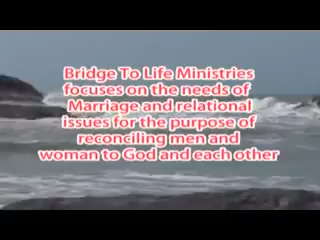 Bridge To Life Ministries
focuses on the needs of
Marriage and relational
issues for the purpose of
reconciling men and
woman to God and each other